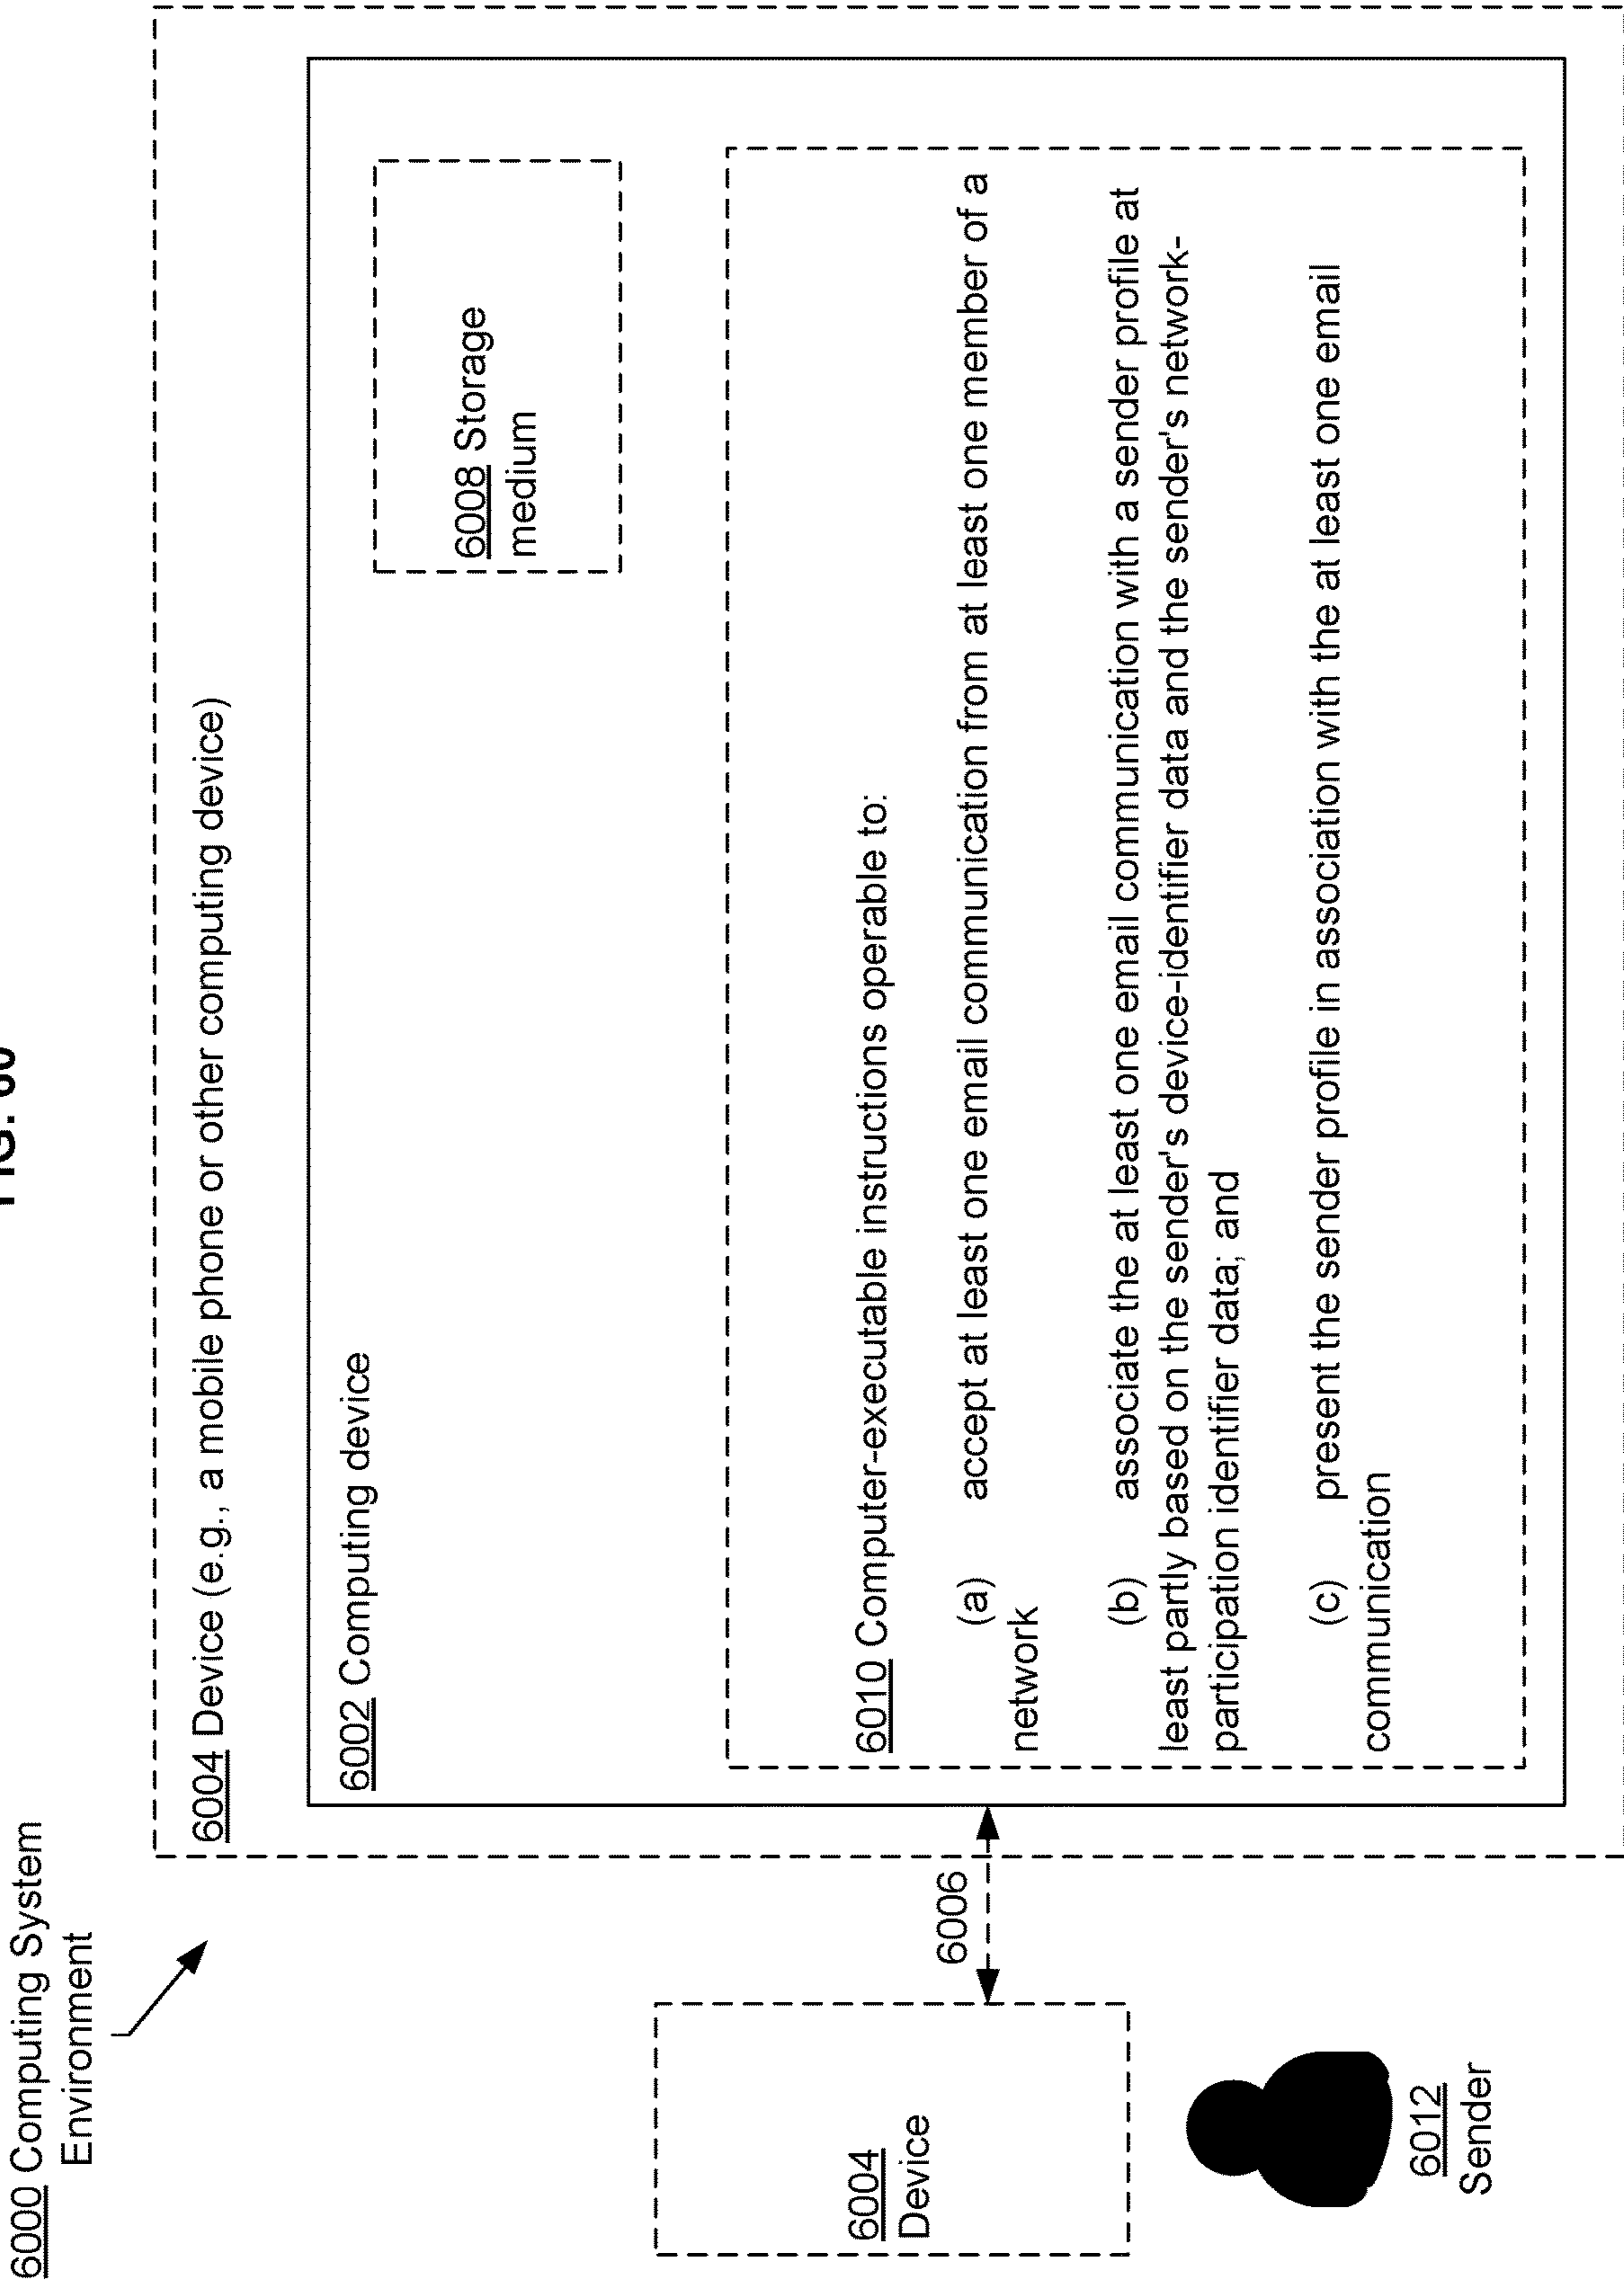 FIG. 60
6000 Computing System
Environment
6004 Device (e.g., a mobile phone or other computing device)
6002 Computing device
6008 Storage
medium
6010 Computer-executable instructions operable to:
(a) accept at least one email communication from at least one member of a
network
(b) associate the at least one email communication with a sender profile at
least partly based on the sender's device-identifier data and the sender's network-
participation identifier data; and
(c) present the sender profile in association with the at least one email
communication
6006
6004
Device
6012
Sender